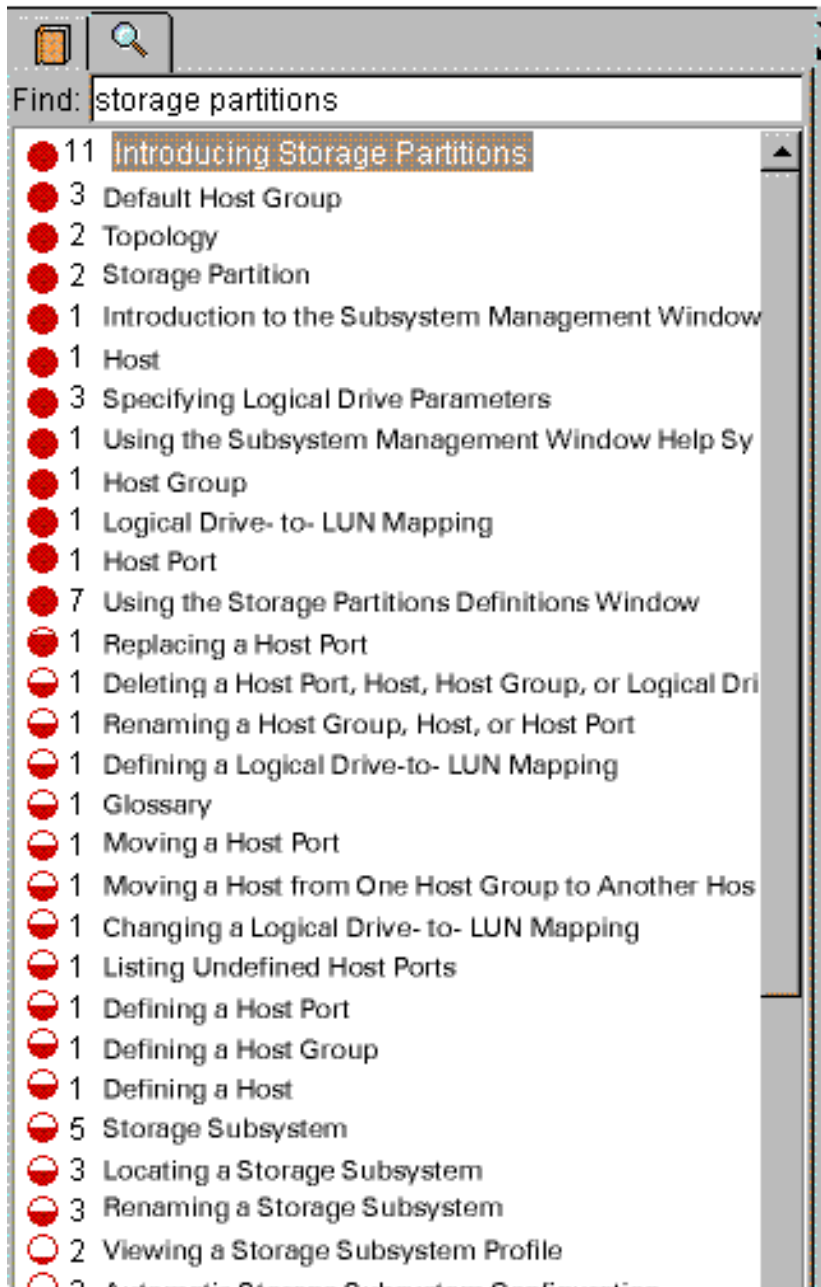 Find: storage partitions
11 Introducing Storage Partitions
3 Default Host Group
2 Topology
2 Storage Partition
1 Introduction to the Subsystem Management Window
1 Host
3 Specifying Logical Drive Parameters
1 Using the Subsystem Management Window Help Sy
1 Host Group
1 Logical Drive- to- LUN Mapping
1 Host Port
7 Using the Storage Partitions Definitions Window
1 Replacing a Host Port
1 Deleting a Host Port, Host, Host Group, or Logical Dri
1 Renaming a Host Group, Host, or Host Port
1 Defining a Logical Drive-to- LUN Mapping
1 Glossary
1 Moving a Host Port
1 Moving a Host from One Host Group to Another Hos
1 Changing a Logical Drive- to- LUN Mapping
1 Listing Undefined Host Ports
1 Defining a Host Port
1 Defining a Host Group
1 Defining a Host
5 Storage Subsystem
3 Locating a Storage Subsystem
3 Renaming a Storage Subsystem
2 Viewing a Storage Subsystem Profile
Automatic Storage Subsystem Configuration